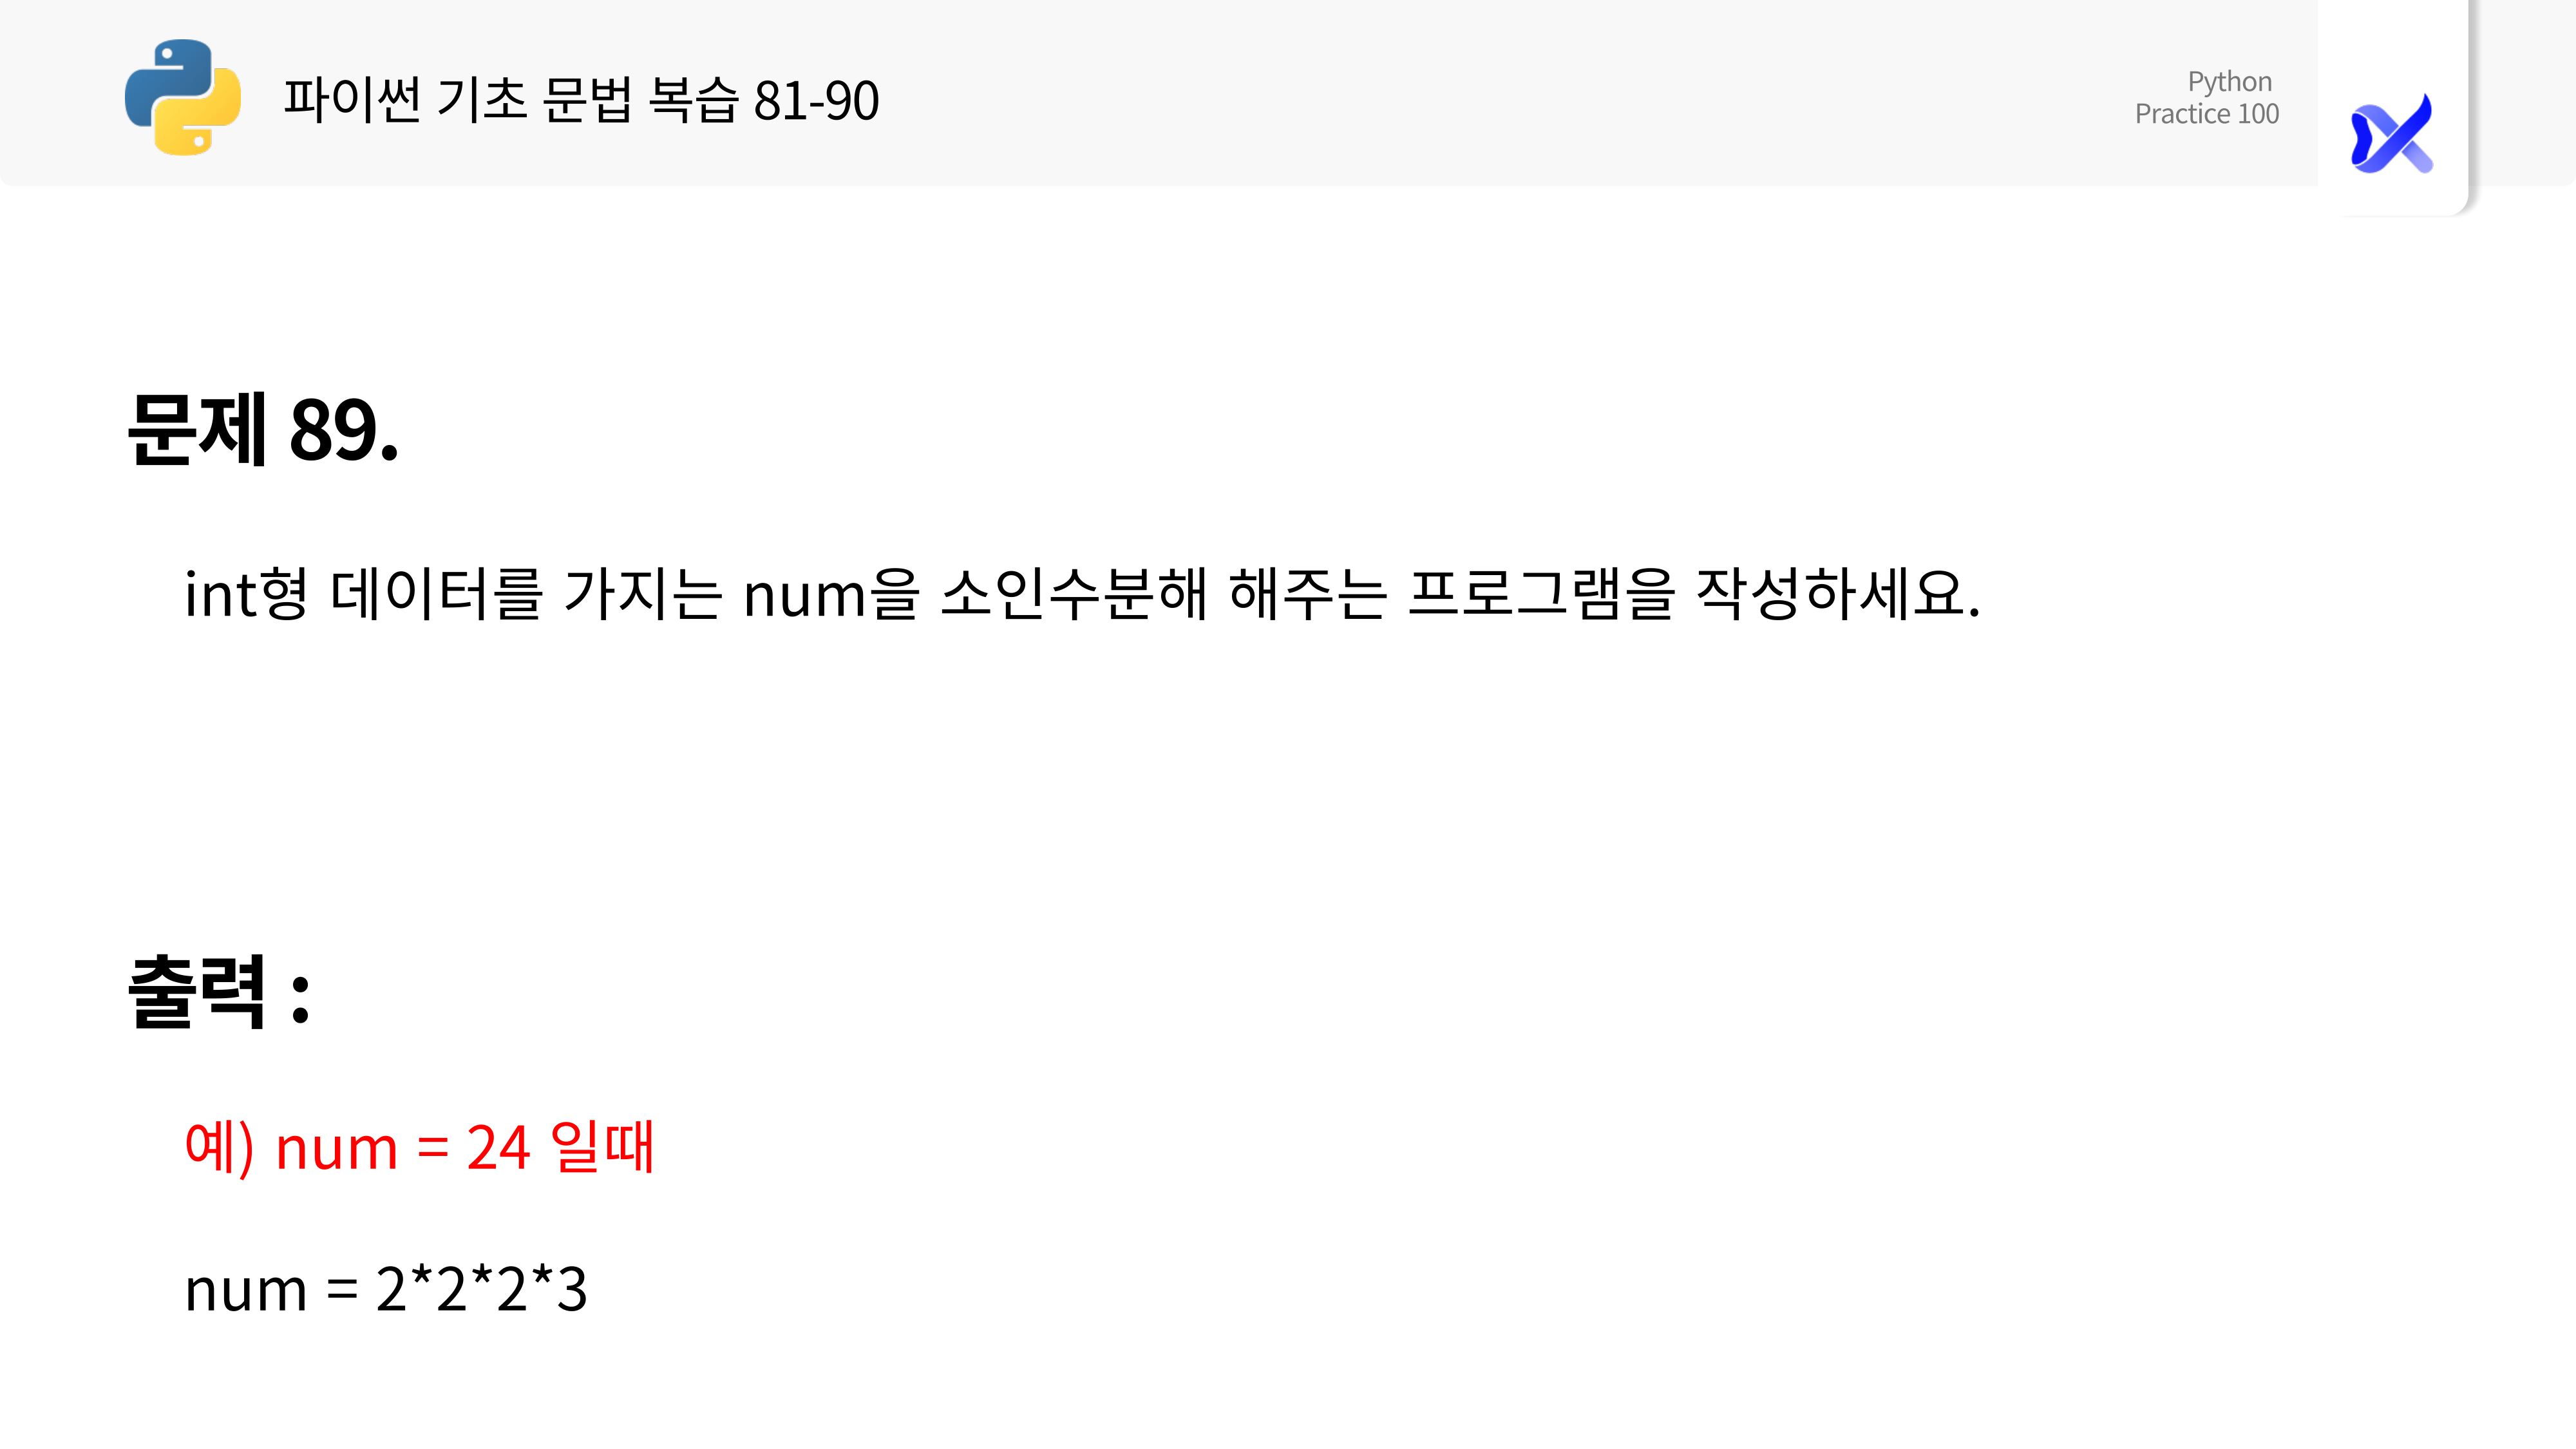 파이썬 기초 문법 복습 81-90
Python
Practice 100
문제 89.
int형 데이터를 가지는 num을 소인수분해 해주는 프로그램을 작성하세요.
출력 :
예) num = 24 일때
num = 2*2*2*3